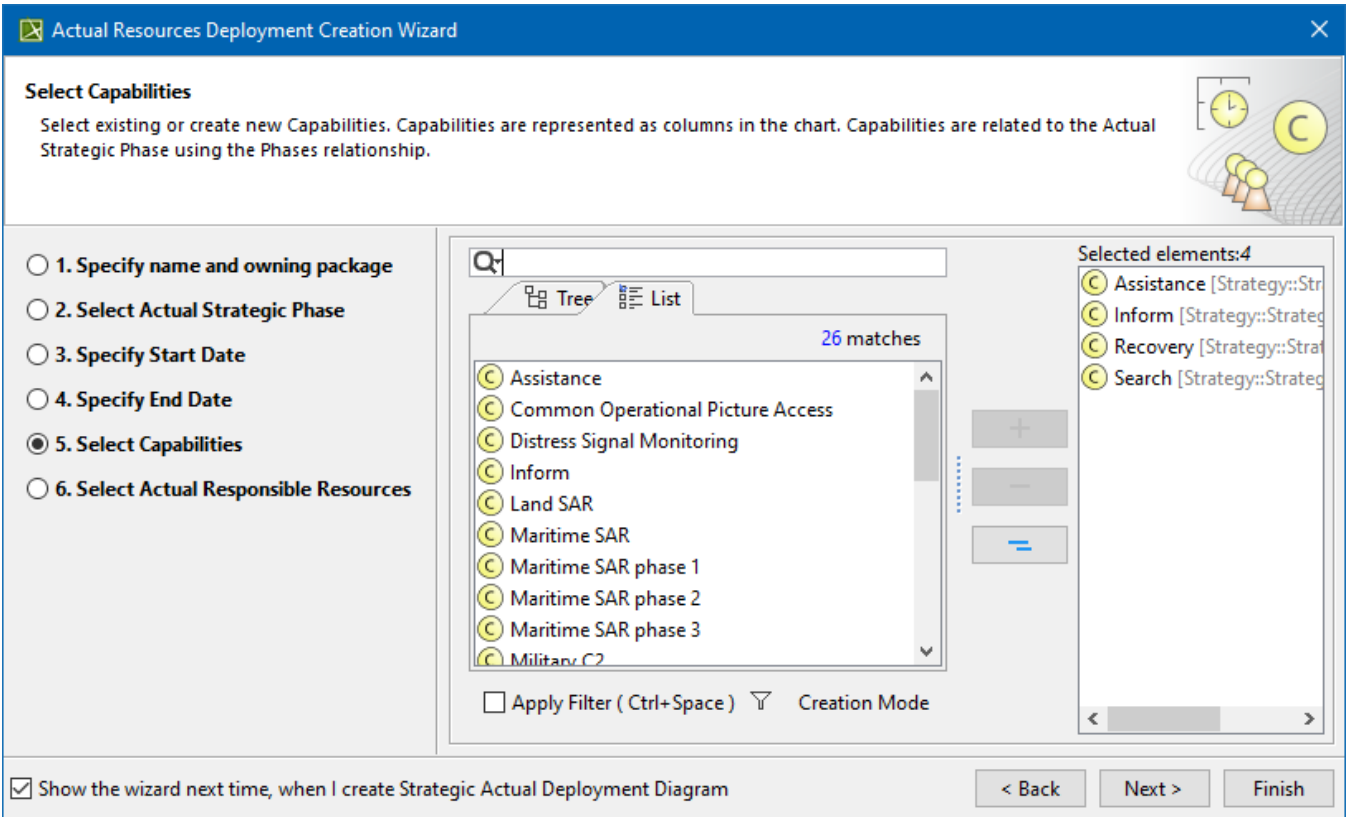 Actual Resources Deployment Creation Wizard
Select Capabilities
Select existing or create new Capabilities. Capabilities are represented as columns in the chart. Capabilities are related to the Actual
Strategic Phase using the Phases relationship.
C
1. Specify name and owning package
2. Select Actual Strategic Phase
3. Specify Start Date
4. Specify End Date
5. Select Capabilities
6. Select Actual Responsible Resources
Tree
List
26 matches
C Assistance
C Common Operational Picture Access
C Distress Signal Monitoring
C Inform
C Land SAR
C Maritime SAR
C Maritime SAR phase 1
C Maritime SAR phase 2
C Maritime SAR phase 3
C Military C2
Apply Filter ( Ctrl+Space )
Creation Mode
Selected elements:4
C Assistance [Strategy::Str
C Inform [Strategy::Strateg
C Recovery [Strategy::Strat
C Search [Strategy::Strateg
Show the wizard next time, when I create Strategic Actual Deployment Diagram
< Back
Next >
Finish